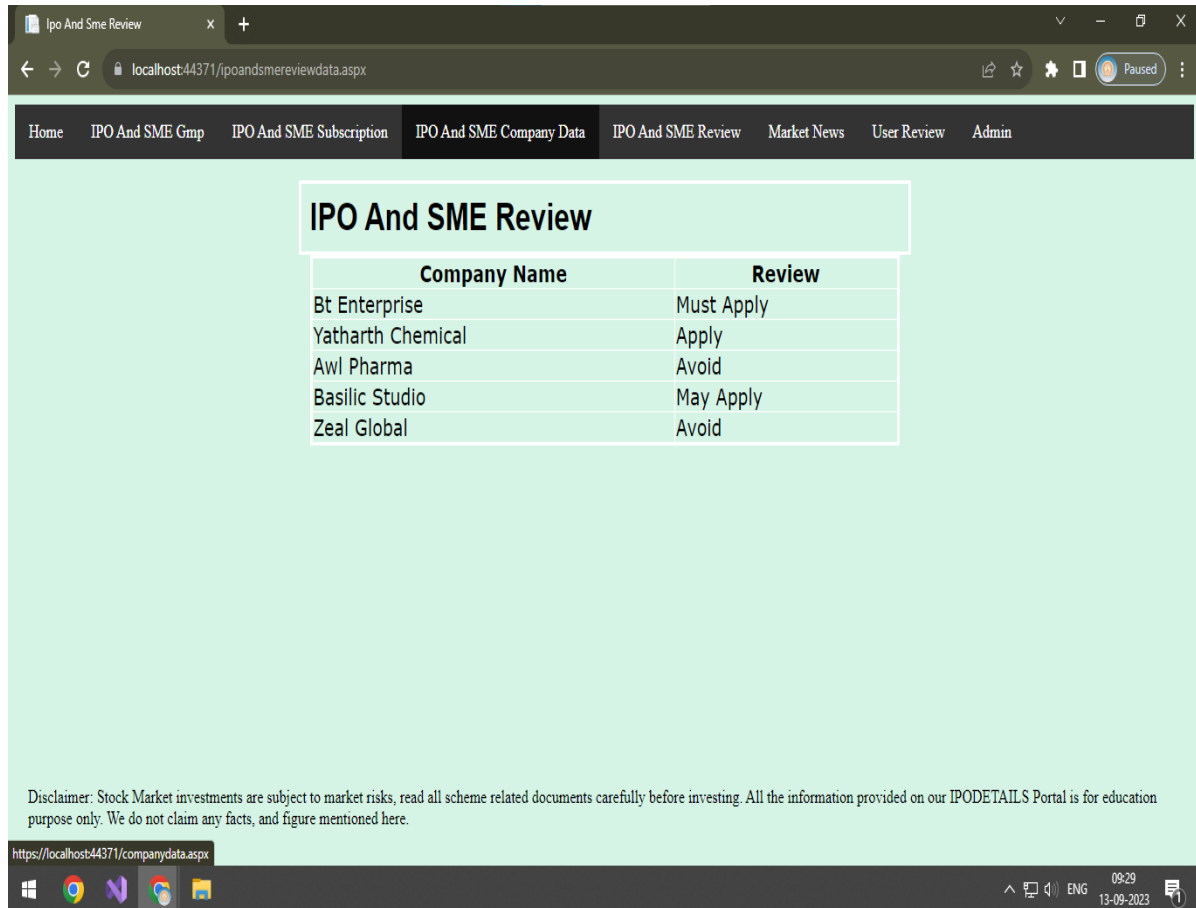 Ipo And Sme Review
localhost:44371/ipoandsmereviewdata.aspx
Paused
Home IPO And SME Gmp IPO And SME Subscription IPO And SME Company Data IPO And SME Review Market News User Review Admin
IPO And SME Review
Company Name Review
Bt Enterprise Must Apply
Yatharth Chemical Apply
Awl Pharma Avoid
Basilic Studio May Apply
Zeal Global Avoid
Disclaimer: Stock Market investments are subject to market risks, read all scheme related documents carefully before investing. All the information provided on our IPODETAILS Portal is for education
purpose only. We do not claim any facts, and figure mentioned here.
https://localhost:44371/companydata.aspx
ENG
09:29
13-09-2023
1